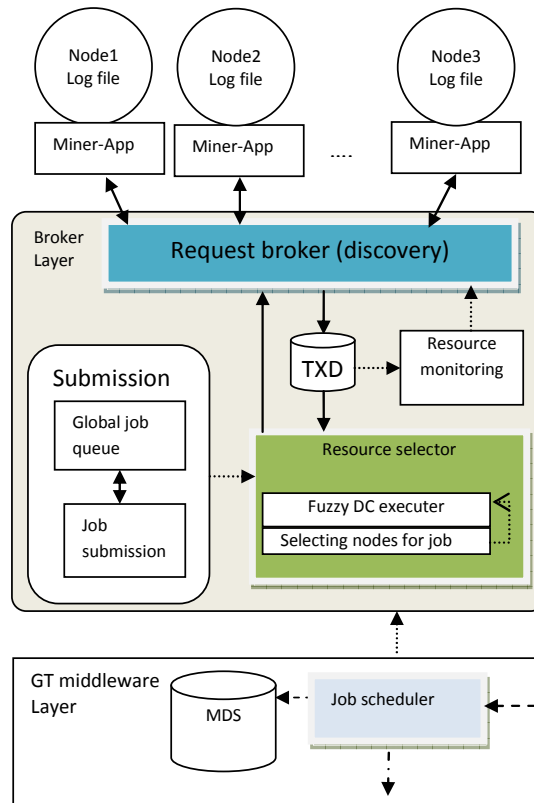 Node1
Log file
Node2
Log file
Node3
Log file
Miner-App
Miner-App
....
Miner-App
Broker
Layer
Request broker (discovery)
TXD
Resource
monitoring
Submission
Global job
queue
Job
submission
Resource selector
Fuzzy DC executer
Selecting nodes for job
GT middleware
Layer
MDS
Job scheduler